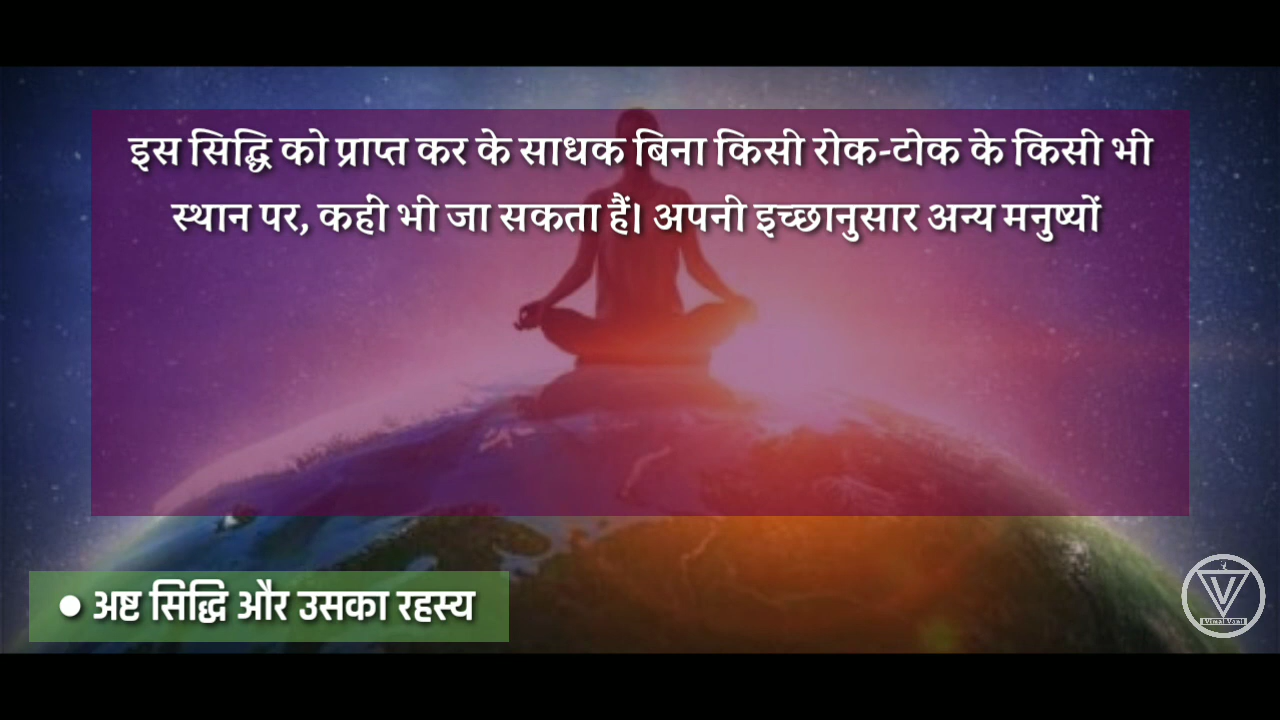 इस सिद्धि को प्राप्त कर के साधक बिना किसी रोक-टोक के किसी भी
स्थान पर, कहीं भी जा सकता हैं। अपनी इच्छानुसार अन्य मनुष्यों
● अष्ट सिद्धि और उसका रहस्य